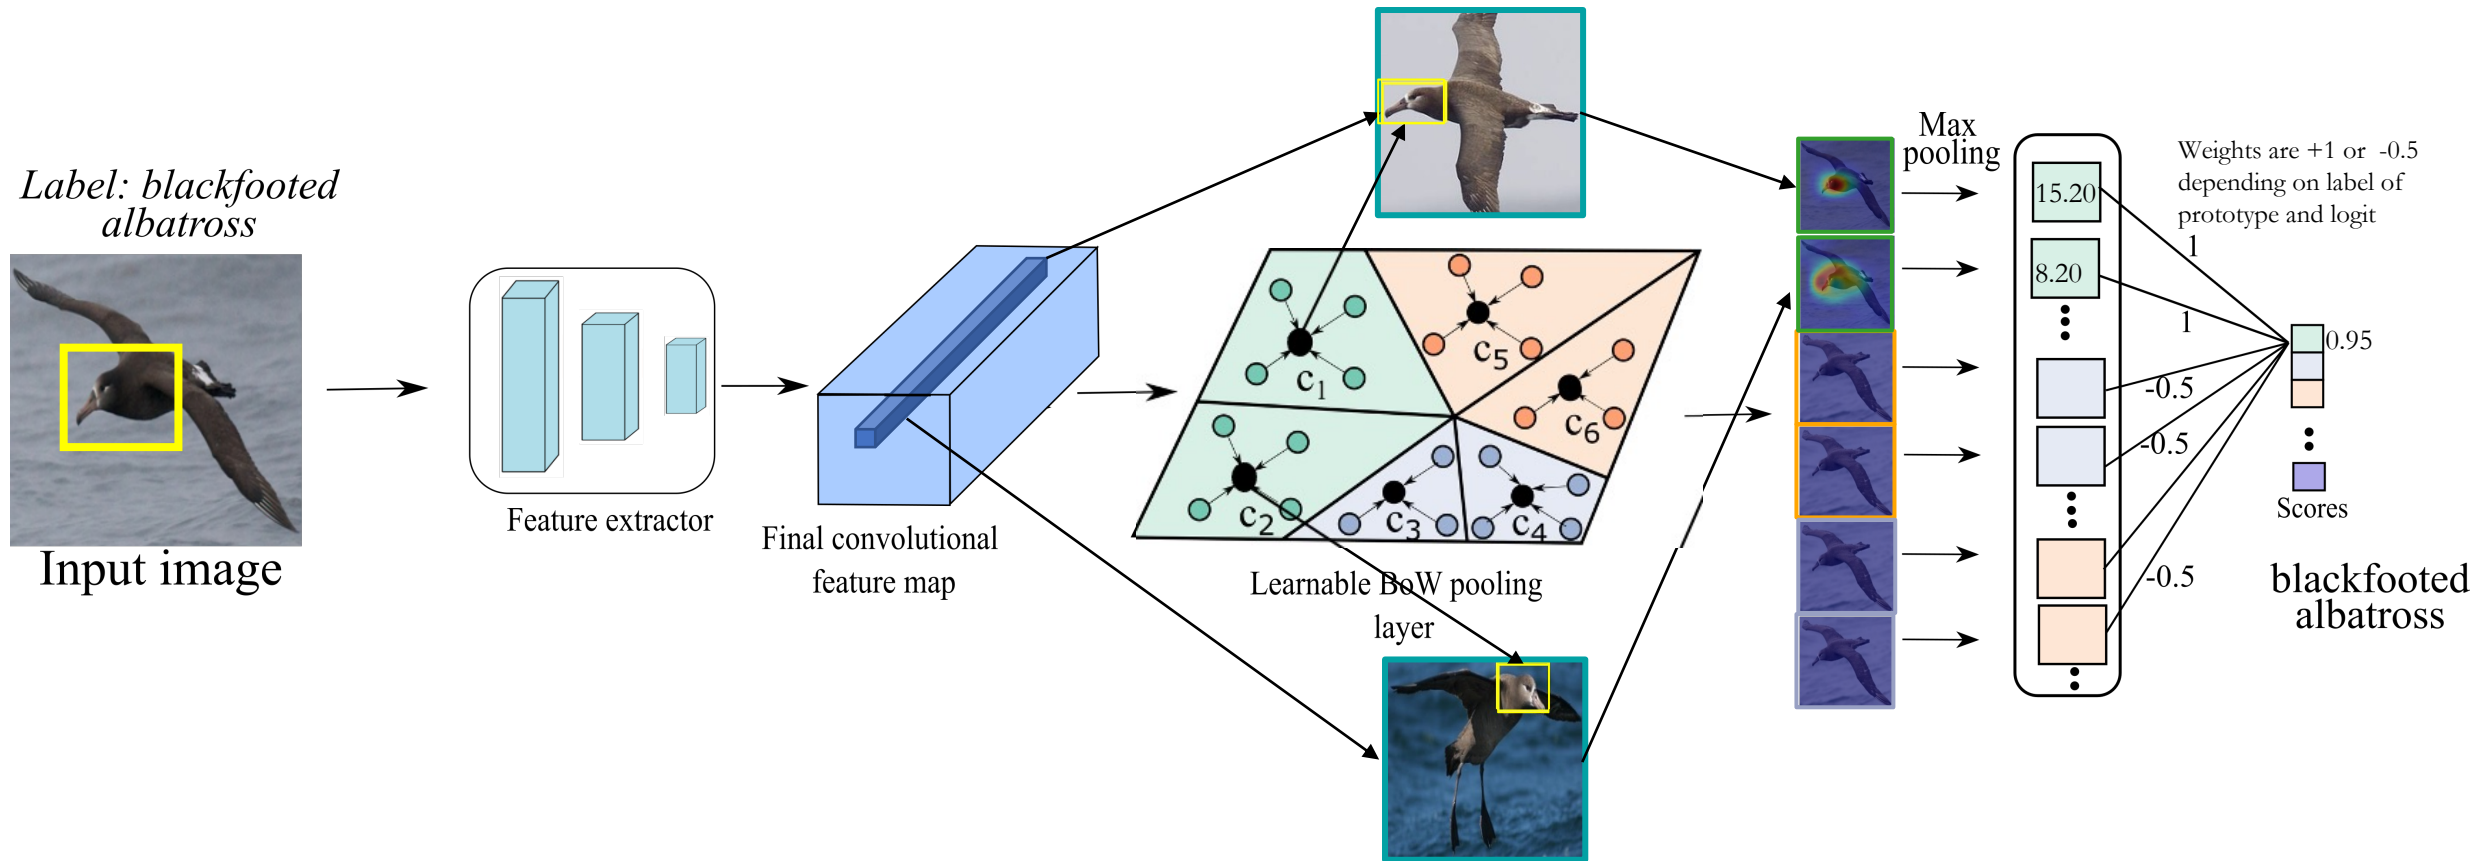 Label: blackfooted
albatross
Input image
Feature extractor
Final convolutional
feature map
c1
c2
c3
c4
c5
c6
Learnable BoW pooling
layer
Max
pooling
15.20
8.20
Weights are +1 or -0.5
depending on label of
prototype and logit
1
1
-0.5
-0.5
-0.5
0.95
Scores
blackfooted
albatross